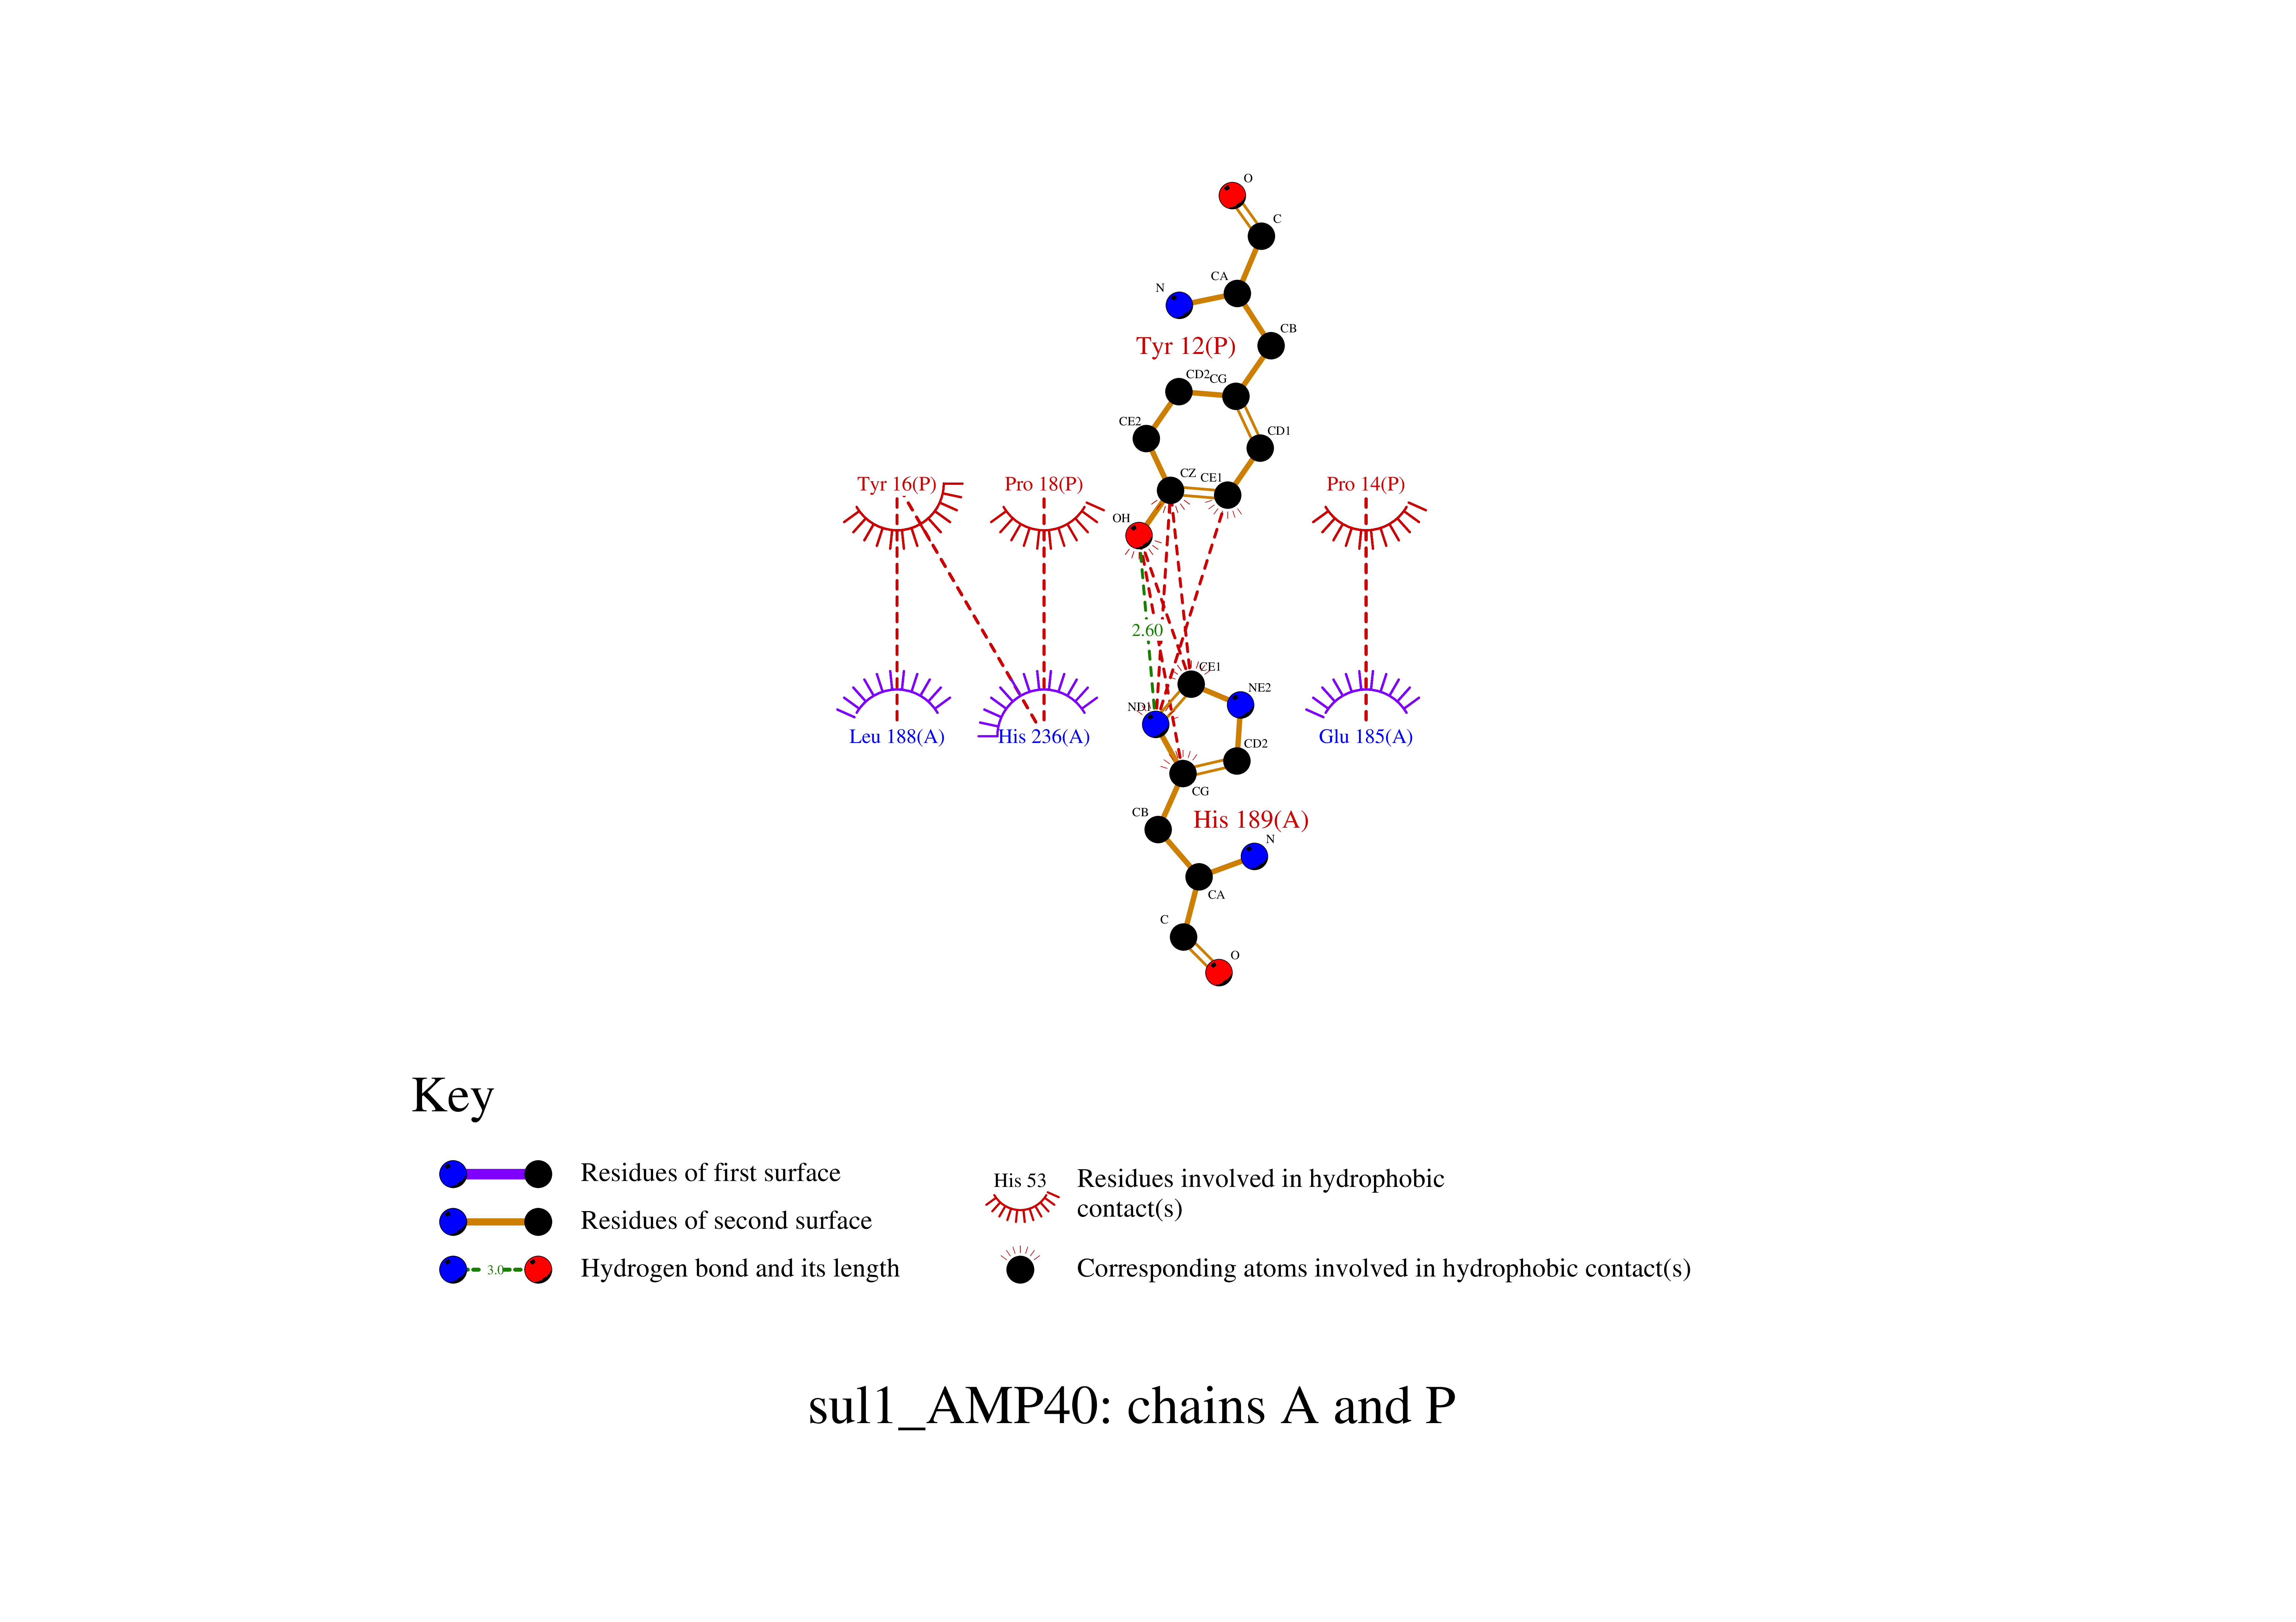 O
C
CA
N
CB
Tyr 12(P)
CD2
CG
CE2
CD1
CZ
CE1
Tyr 16(P)
Pro 18(P)
Pro 14(P)
OH
2.60
CE1
NE2
ND1
Leu 188(A)
His 236(A)
Glu 185(A)
CD2
CG
CB
His 189(A)
N
CA
C
O
Key
Residues of first surface
Residues of second surface
3.0
Hydrogen bond and its length
His 53
Residues involved in hydrophobic
contact(s)
Corresponding atoms involved in hydrophobic contact(s)
sul1_AMP40: chains A and P